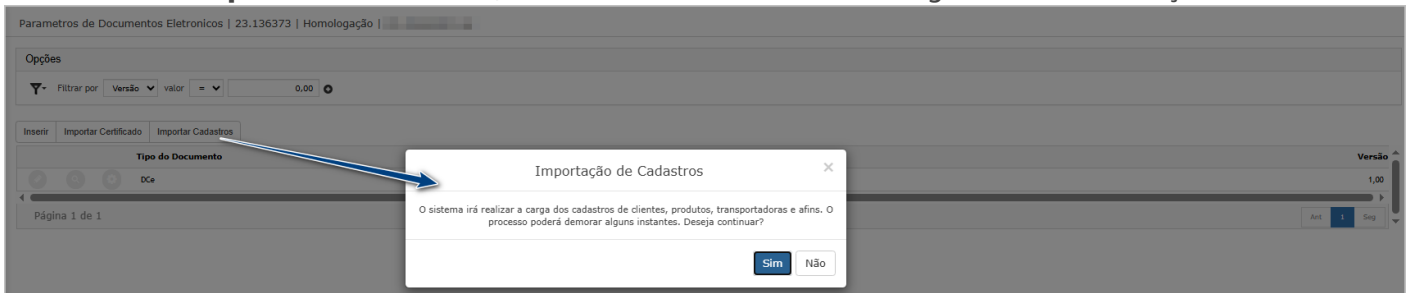 Parametros de Documentos Eletronicos | 23.136373 | Homologação |
Opções
Filtrar por Versão valor = 0.00
Inserir Importar Certificado Importar Cadastros
Tipo do Documento Versão
DCe 1,00
Página 1 de 1 Ant 1 Seg
Importação de Cadastros ×
O sistema irá realizar a carga dos cadastros de clientes, produtos, transportadoras e afins. O
processo poderá demorar alguns instantes. Deseja continuar?
Sim Não